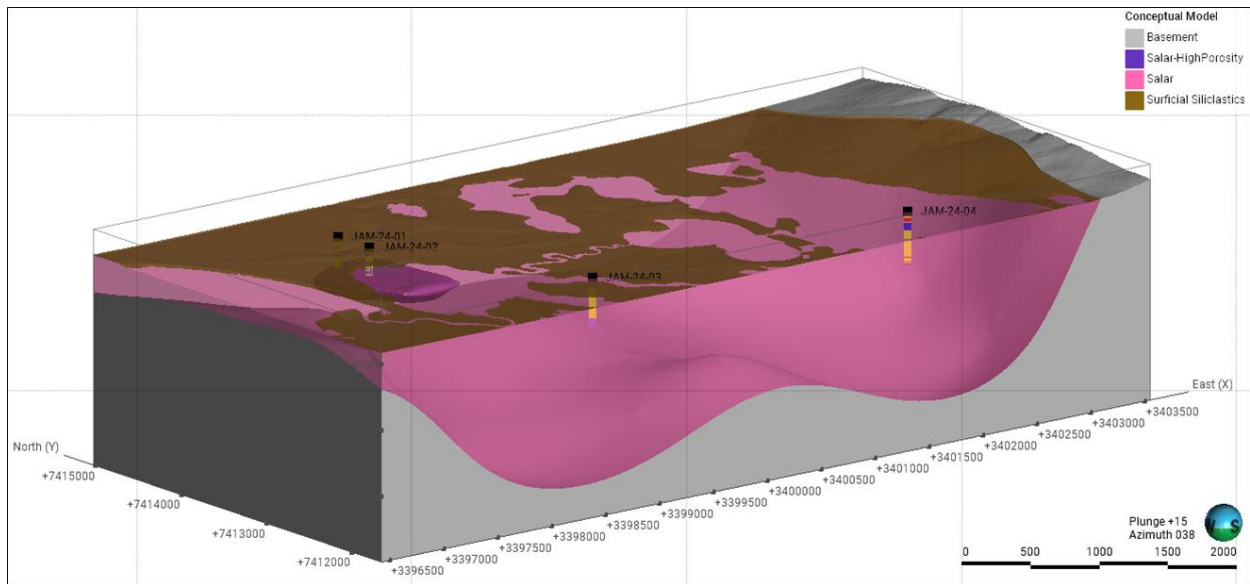 Conceptual Model
Basement
Salar-HighPorosity
Salar
Surficial Siliclastics
JAM-24-04
JAM-24-01
JAM-24-02
JAM-24-03
East (X)
+3403500
+3403000
+3402500
+3402000
+3401500
+3401000
+3400500
+3400000
+3399500
+3399000
+3398500
+3398000
+3397500
+3397000
+3396500
North (Y)
+7415000
+7414000
+7413000
+7412000
Plunge +15
Azimuth 038
0 500 1000 1500 2000